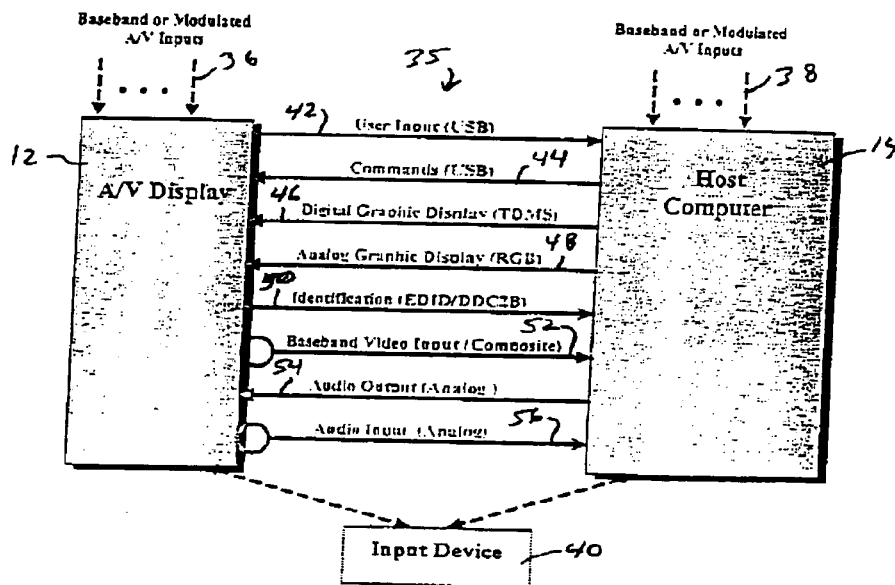 Baseband or Modulated
A/V Inputs
36
35
Baseband or Modulated
A/V Inputs
38
42
User Input (USB)
12
A/V Display
Commands (USB)
44
Host
Computer
46
Digital Graphic Display (TDMS)
Analog Graphic Display (RGB)
48
50
Identification (EDID/DDC2B)
Baseband Video Input (Composite)
52
54
Audio Output (Analog)
Audio Input (Analog)
56
Input Device
40